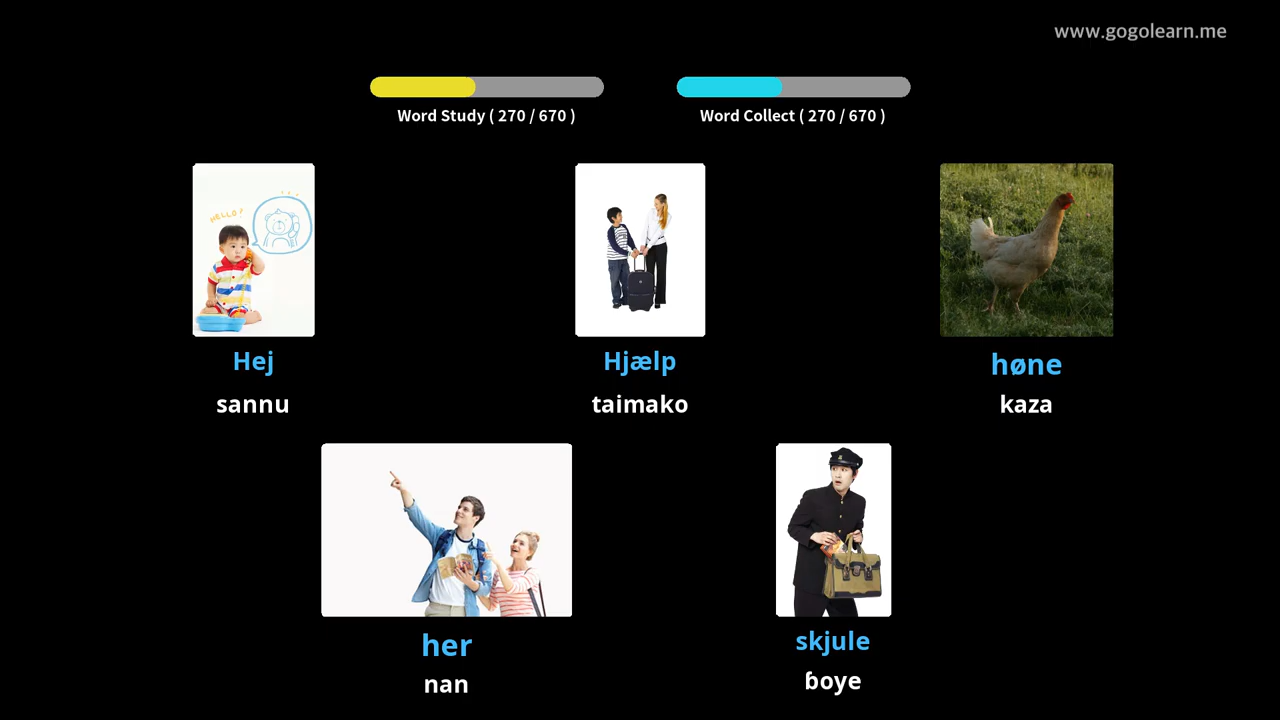 www.gogolearn.me
Word Study ( 270 / 670 )
Word Collect ( 270 / 670 )
HELLO?
Hej
sannu
Hjælp
taimako
høne
kaza
her
nan
skjule
ɓoye